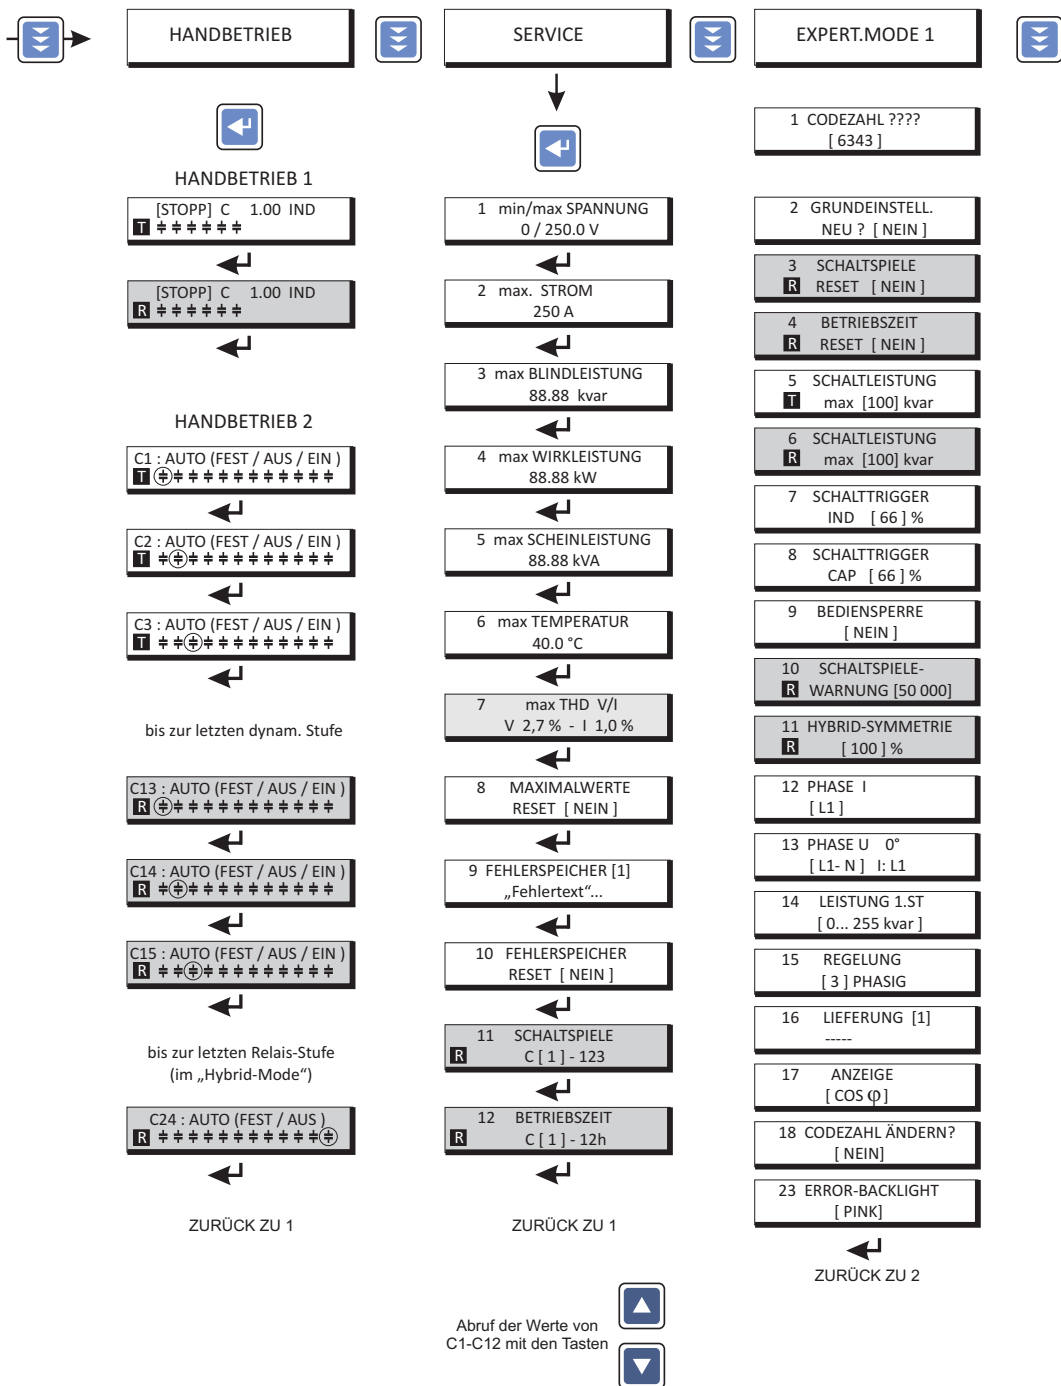 HANDBETRIEB
HANDBETRIEB 1
[STOPP] C 1.00 IND
T
[STOPP] C 1.00 IND
R
HANDBETRIEB 2
C1 : AUTO (FEST / AUS / EIN )
T
C2 : AUTO (FEST / AUS / EIN )
T
C3 : AUTO (FEST / AUS / EIN )
T
bis zur letzten dynam. Stufe
C13 : AUTO (FEST / AUS / EIN )
R
C14 : AUTO (FEST / AUS / EIN )
R
C15 : AUTO (FEST / AUS / EIN )
R
bis zur letzten Relais-Stufe
(im „Hybrid-Mode“)
C24 : AUTO (FEST / AUS )
R
ZURÜCK ZU 1
SERVICE
1 min/max SPANNUNG
0 / 250.0 V
2 max. STROM
250 A
3 max BLINDLEISTUNG
88.88 kvar
4 max WIRKLEISTUNG
88.88 kW
5 max SCHEINLEISTUNG
88.88 kVA
6 max TEMPERATUR
40.0 °C
7 max THD V/I
V 2,7 % - I 1,0 %
8 MAXIMALWERTE
RESET [ NEIN ]
9 FEHLERSPEICHER [1]
„Fehlertext“...
10 FEHLERSPEICHER
RESET [ NEIN ]
11 SCHALTSPIELE
R C [ 1 ] - 123
12 BETRIEBSZEIT
R C [ 1 ] - 12h
ZURÜCK ZU 1
Abruf der Werte von
C1-C12 mit den Tasten
EXPERT.MODE 1
1 CODEZAHL ????
[ 6343 ]
2 GRUNDEINSTELL.
NEU ? [ NEIN ]
3 SCHALTSPIELE
R RESET [ NEIN ]
4 BETRIEBSZEIT
R RESET [ NEIN ]
5 SCHALTLEISTUNG
T max [100] kvar
6 SCHALTLEISTUNG
R max [100] kvar
7 SCHALTTRIGGER
IND [ 66 ] %
8 SCHALTTRIGGER
CAP [ 66 ] %
9 BEDIENSPERRE
[ NEIN ]
10 SCHALTSPIELE-
R WARNUNG [50 000]
11 HYBRID-SYMMETRIE
R [ 100 ] %
12 PHASE I
[ L1 ]
13 PHASE U 0°
[ L1- N ] I: L1
14 LEISTUNG 1.ST
[ 0... 255 kvar ]
15 REGELUNG
[ 3 ] PHASIG
16 LIEFERUNG [1]
-----
17 ANZEIGE
[ COS φ ]
18 CODEZAHL ÄNDERN?
[ NEIN]
23 ERROR-BACKLIGHT
[ PINK]
ZURÜCK ZU 2